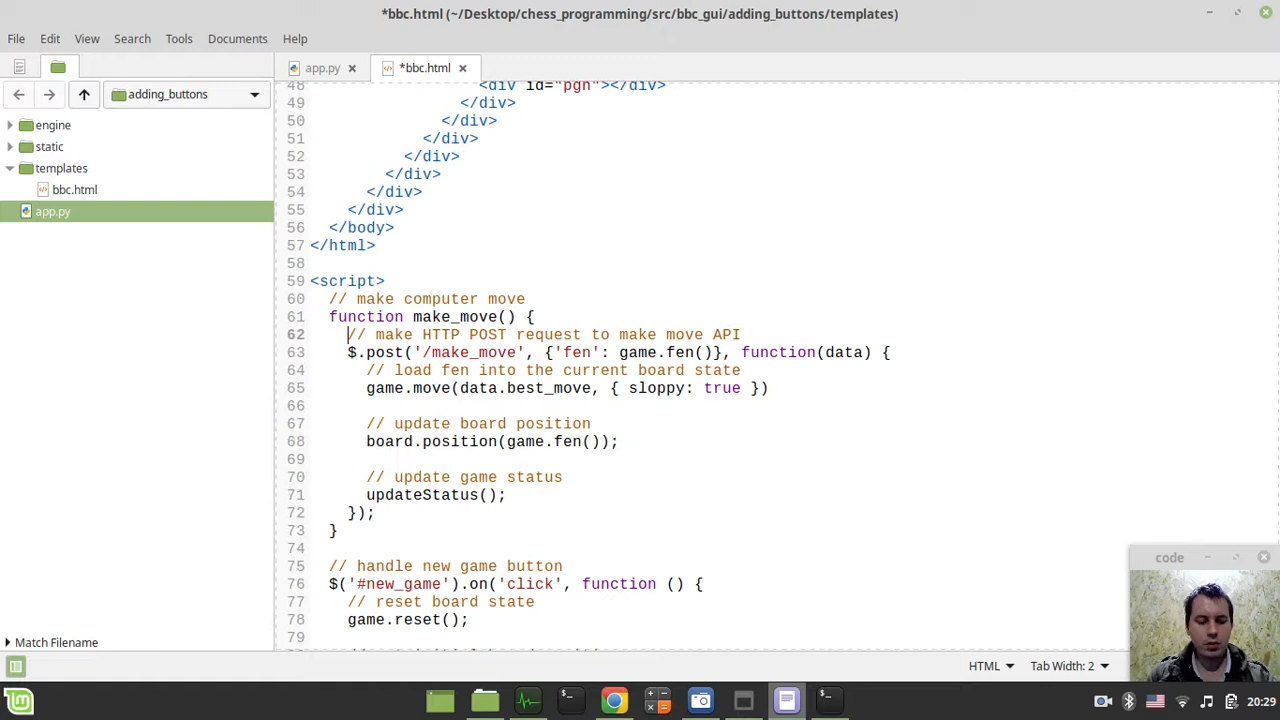 *bbc.html (~/Desktop/chess_programming/src/bbc_gui/adding_buttons/templates)
File Edit View Search Tools Documents Help
app.py *bbc.html
adding_buttons
engine
static
templates
bbc.html
app.py
Match Filename
48 <div id="pgn"></div>
49 </div>
50 </div>
51 </div>
52 </div>
53 </div>
54 </div>
55 </div>
56 </body>
57 </html>
58
59 <script>
60 // make computer move
61 function make_move() {
62 // make HTTP POST request to make move API
63 $.post('/make_move', {'fen': game.fen()}, function(data) {
64 // load fen into the current board state
65 game.move(data.best_move, { sloppy: true })
66
67 // update board position
68 board.position(game.fen());
69
70 // update game status
71 updateStatus();
72 });
73 }
74
75 // handle new game button
76 $('#new_game').on('click', function () {
77 // reset board state
78 game.reset();
79
code
HTML Tab Width: 2
20:29